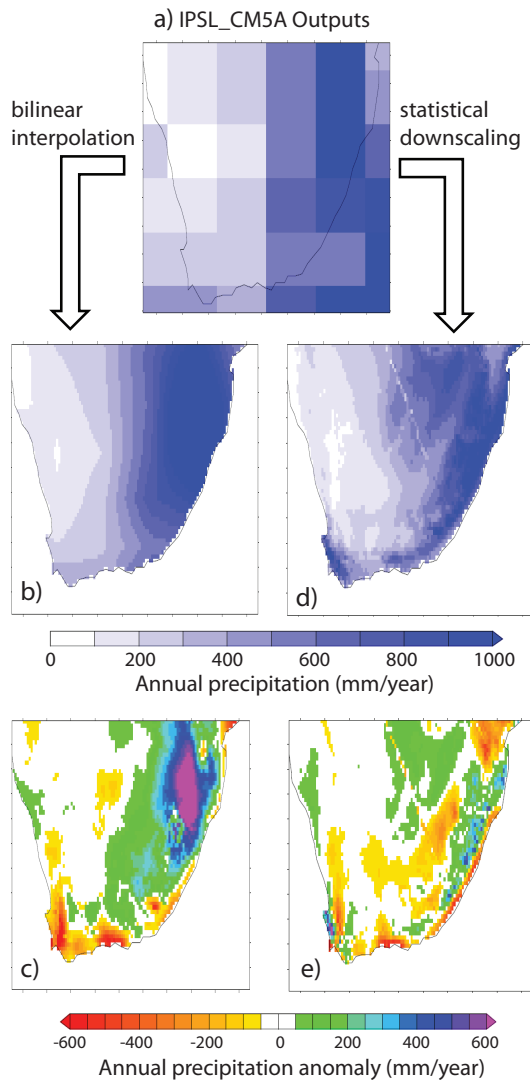 a) IPSL_CM5A Outputs
bilinear
interpolation
statistical
downscaling
b)
d)
0 200 400 600 800 1000
Annual precipitation (mm/year)
c)
e)
-600 -400 -200 0 200 400 600
Annual precipitation anomaly (mm/year)